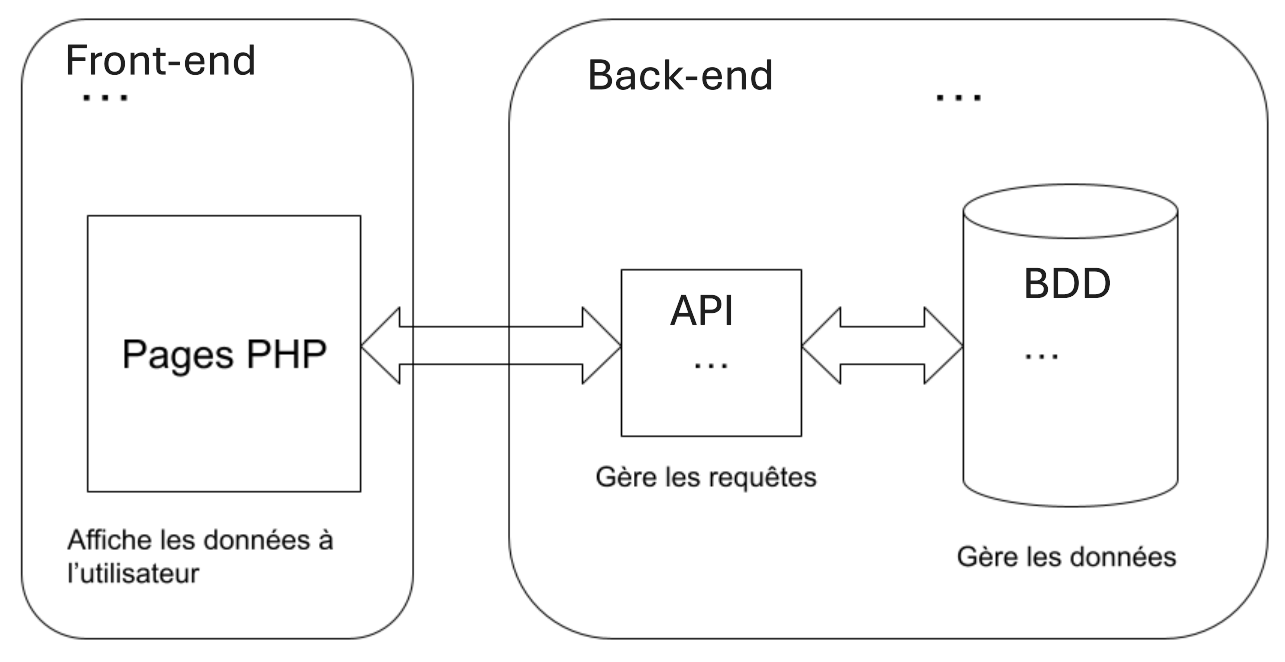 Front-end
...
Back-end
...
Pages PHP
API
...
BDD
...
Gère les requêtes
Affiche les données à
l'utilisateur
Gère les données